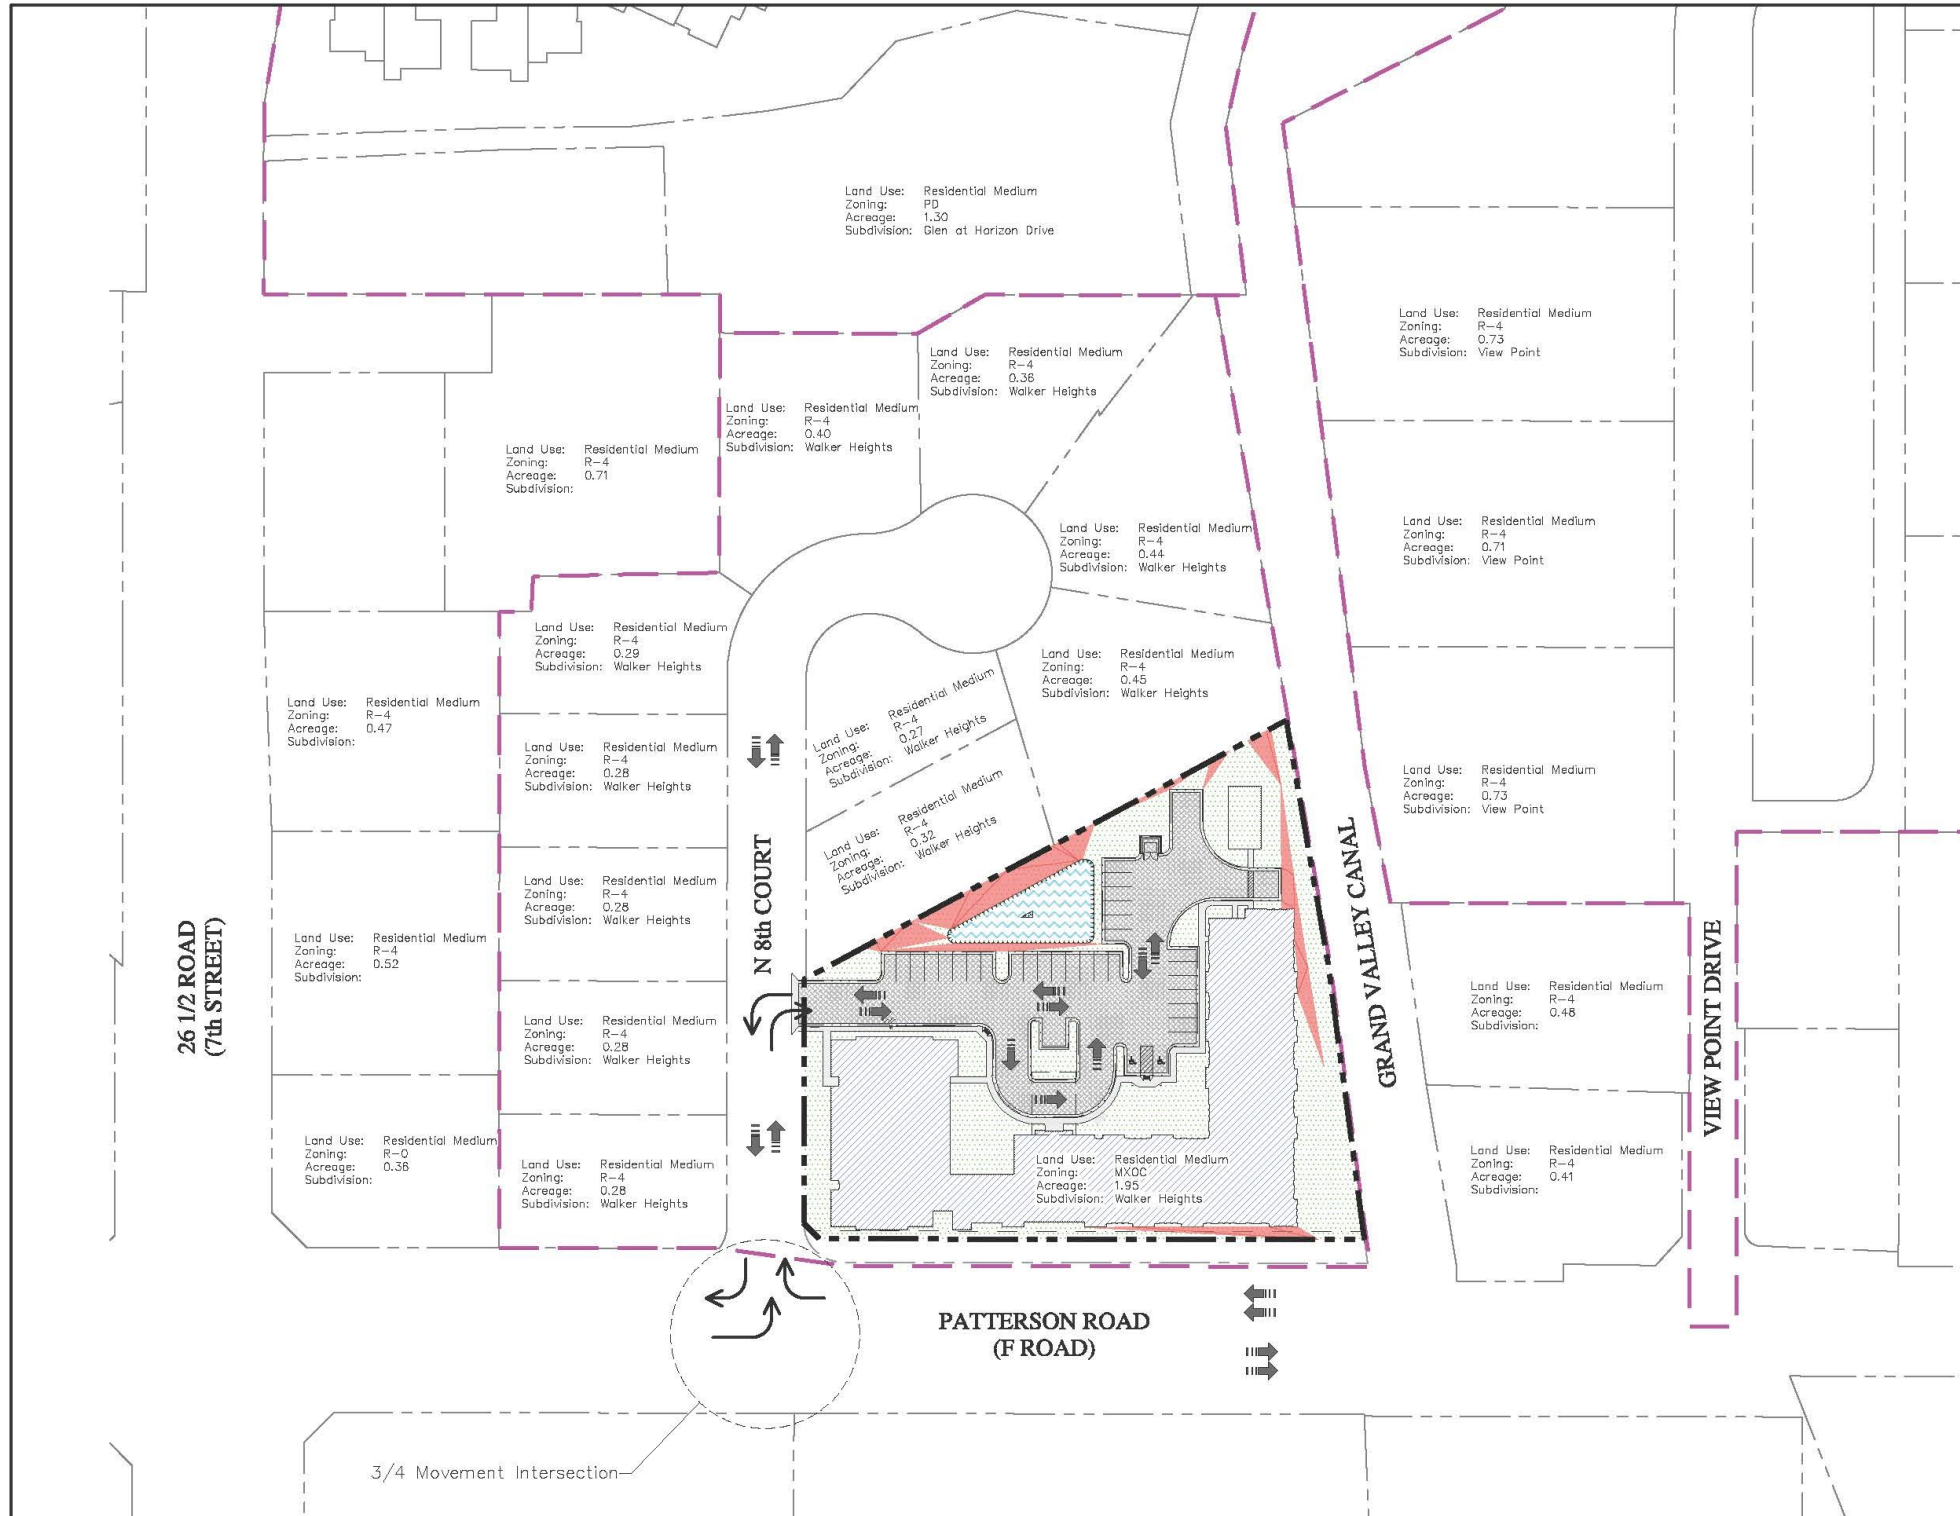 Land Use: Residential Medium
Zoning: PD
Acreage: 1.30
Subdivision: Glen at Horizon Drive
Land Use: Residential Medium
Zoning: R-4
Acreage: 0.73
Subdivision: View Point
Land Use: Residential Medium
Zoning: R-4
Acreage: 0.36
Subdivision: Walker Heights
Land Use: Residential Medium
Zoning: R-4
Acreage: 0.40
Subdivision: Walker Heights
Land Use: Residential Medium
Zoning: R-4
Acreage: 0.71
Subdivision:
Land Use: Residential Medium
Zoning: R-4
Acreage: 0.44
Subdivision: Walker Heights
Land Use: Residential Medium
Zoning: R-4
Acreage: 0.71
Subdivision: View Point
Land Use: Residential Medium
Zoning: R-4
Acreage: 0.29
Subdivision: Walker Heights
Land Use: Residential Medium
Zoning: R-4
Acreage: 0.45
Subdivision: Walker Heights
Land Use: Residential Medium
Zoning: R-4
Acreage: 0.47
Subdivision:
Land Use: Residential Medium
Zoning: R-4
Acreage: 0.28
Subdivision: Walker Heights
Land Use: Residential Medium
Zoning: R-4
Acreage: 0.27
Subdivision: Walker Heights
Land Use: Residential Medium
Zoning: R-4
Acreage: 0.73
Subdivision: View Point
Land Use: Residential Medium
Zoning: R-4
Acreage: 0.32
Subdivision: Walker Heights
Land Use: Residential Medium
Zoning: R-4
Acreage: 0.28
Subdivision: Walker Heights
N 8th COURT
GRAND VALLEY CANAL
26 1/2 ROAD
(7th STREET)
Land Use: Residential Medium
Zoning: R-4
Acreage: 0.52
Subdivision:
Land Use: Residential Medium
Zoning: R-4
Acreage: 0.28
Subdivision: Walker Heights
Land Use: Residential Medium
Zoning: R-4
Acreage: 0.48
Subdivision:
VIEW POINT DRIVE
Land Use: Residential Medium
Zoning: R-O
Acreage: 0.36
Subdivision:
Land Use: Residential Medium
Zoning: R-4
Acreage: 0.28
Subdivision: Walker Heights
Land Use: Residential Medium
Zoning: MXOC
Acreage: 1.95
Subdivision: Walker Heights
Land Use: Residential Medium
Zoning: R-4
Acreage: 0.41
Subdivision:
PATTERSON ROAD
(F ROAD)
3/4 Movement Intersection